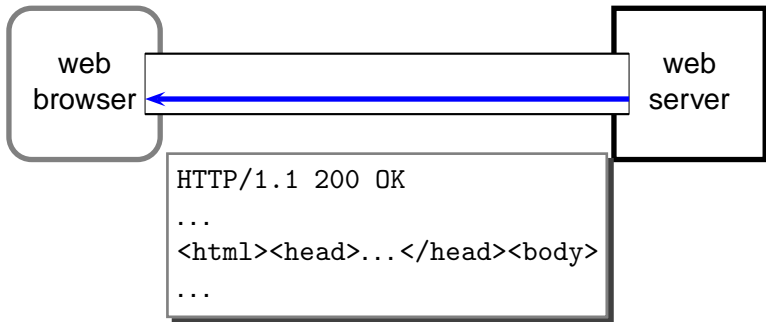 web
browser
web
server
HTTP/1.1 200 OK
...
<html><head>...</head><body>
...